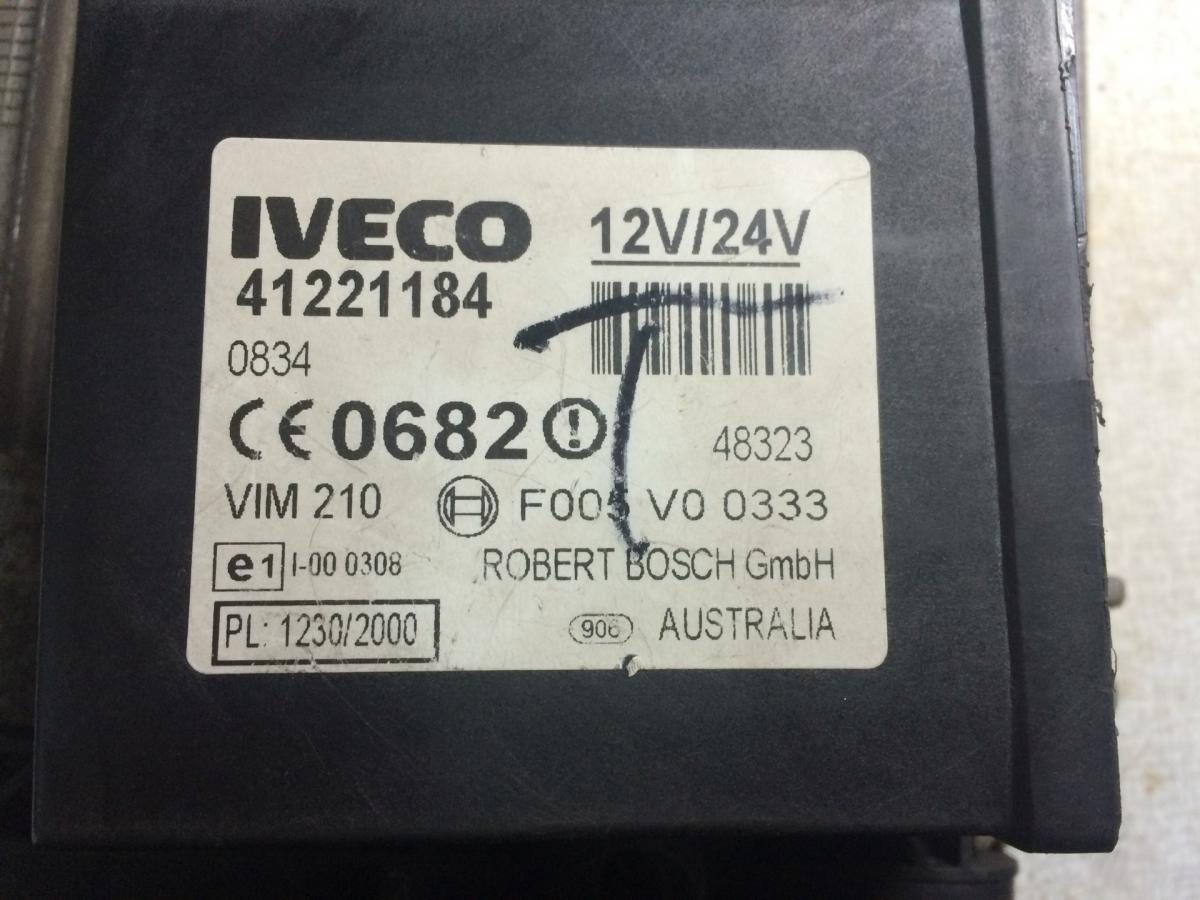 IVECO 12V/24V
41221184
0834
CE 0682 48323
VIM 210 F005 V0 0333
e1 I-00 0308 ROBERT BOSCH GmbH
PL: 1230/2000 906 AUSTRALIA